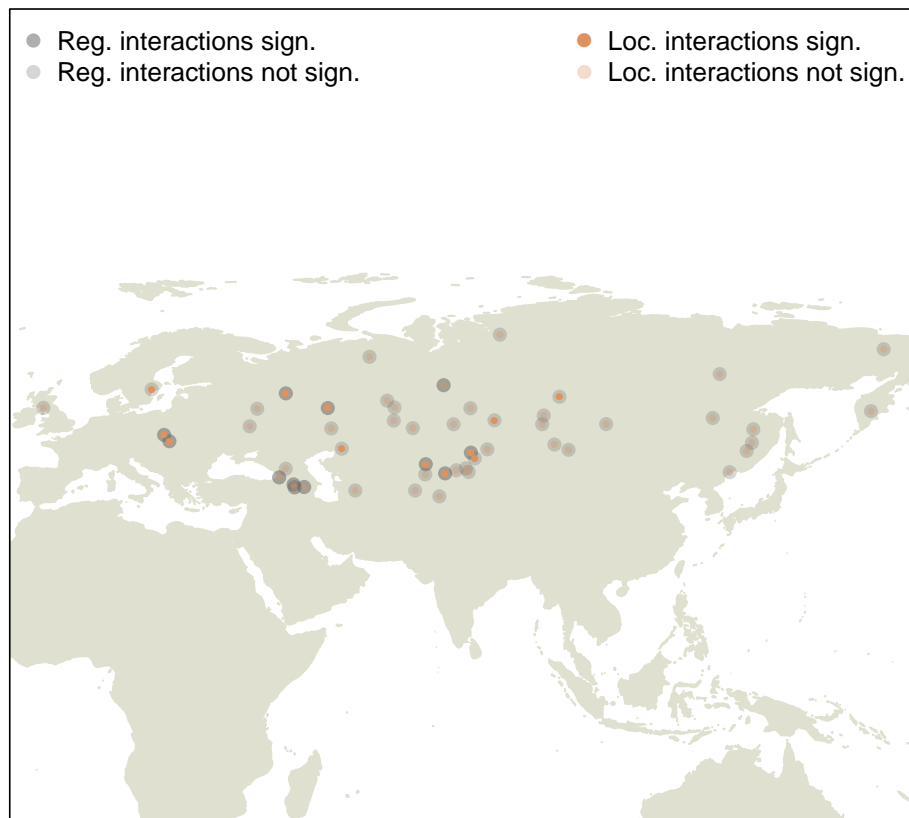 Reg. interactions sign.
Loc. interactions sign.
Reg. interactions not sign.
Loc. interactions not sign.